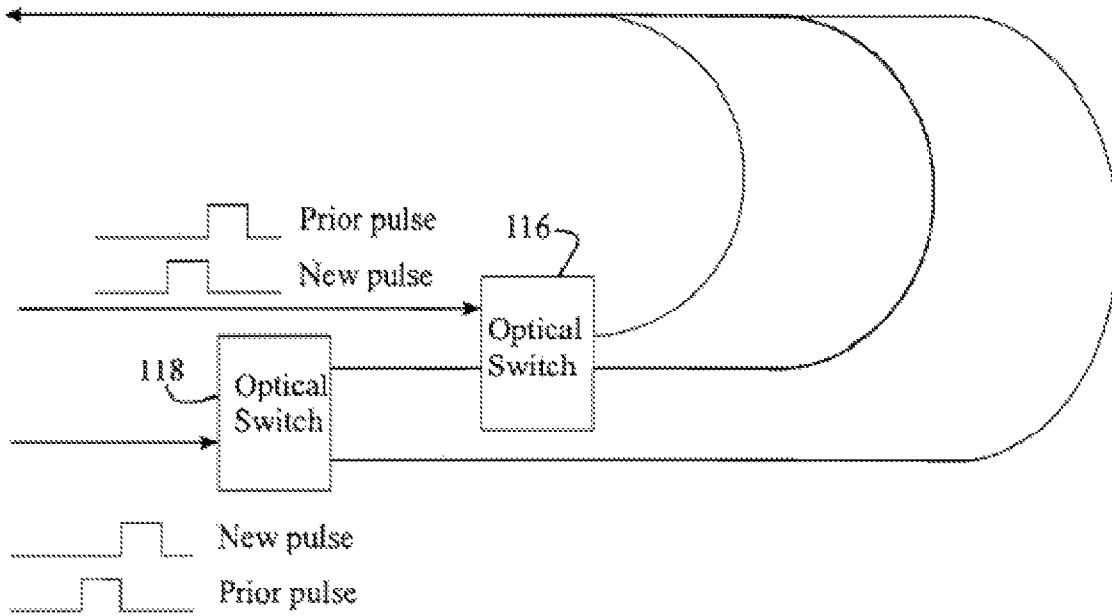 Prior pulse
New pulse
116
Optical
Switch
118
Optical
Switch
New pulse
Prior pulse